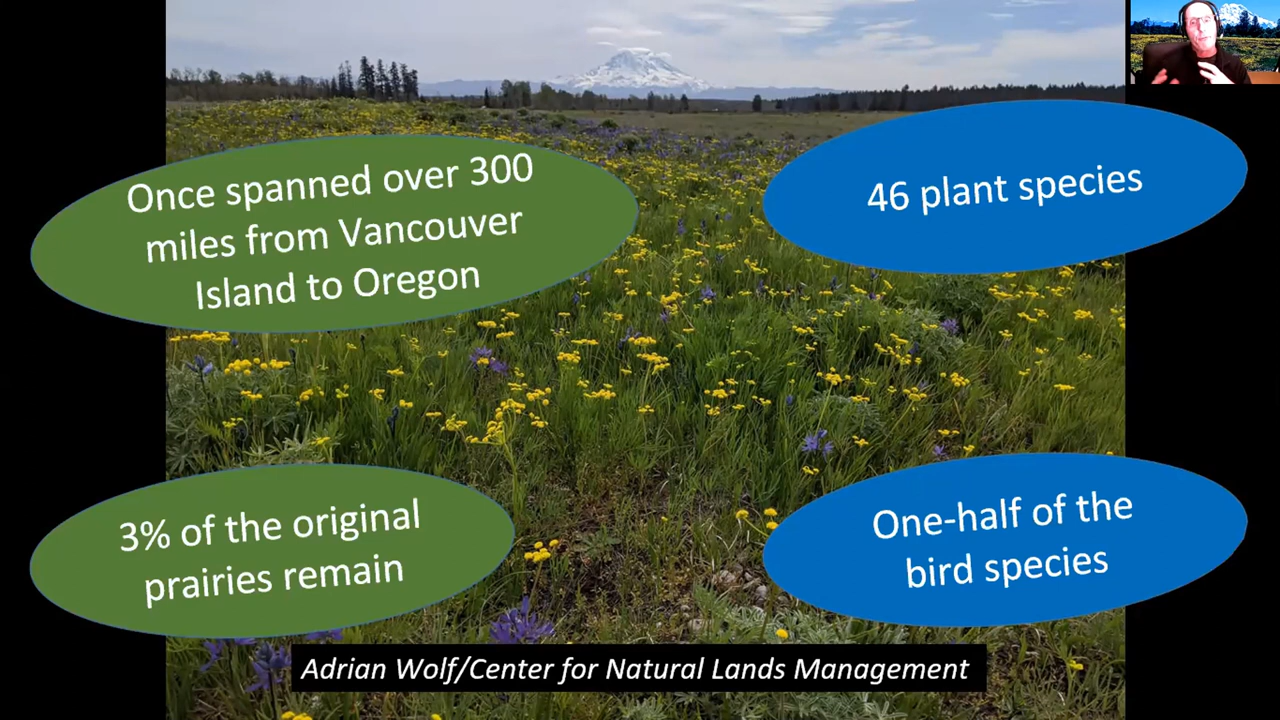 Once spanned over 300
miles from Vancouver
Island to Oregon
46 plant species
3% of the original
prairies remain
One-half of the
bird species
Adrian Wolf/Center for Natural Lands Management